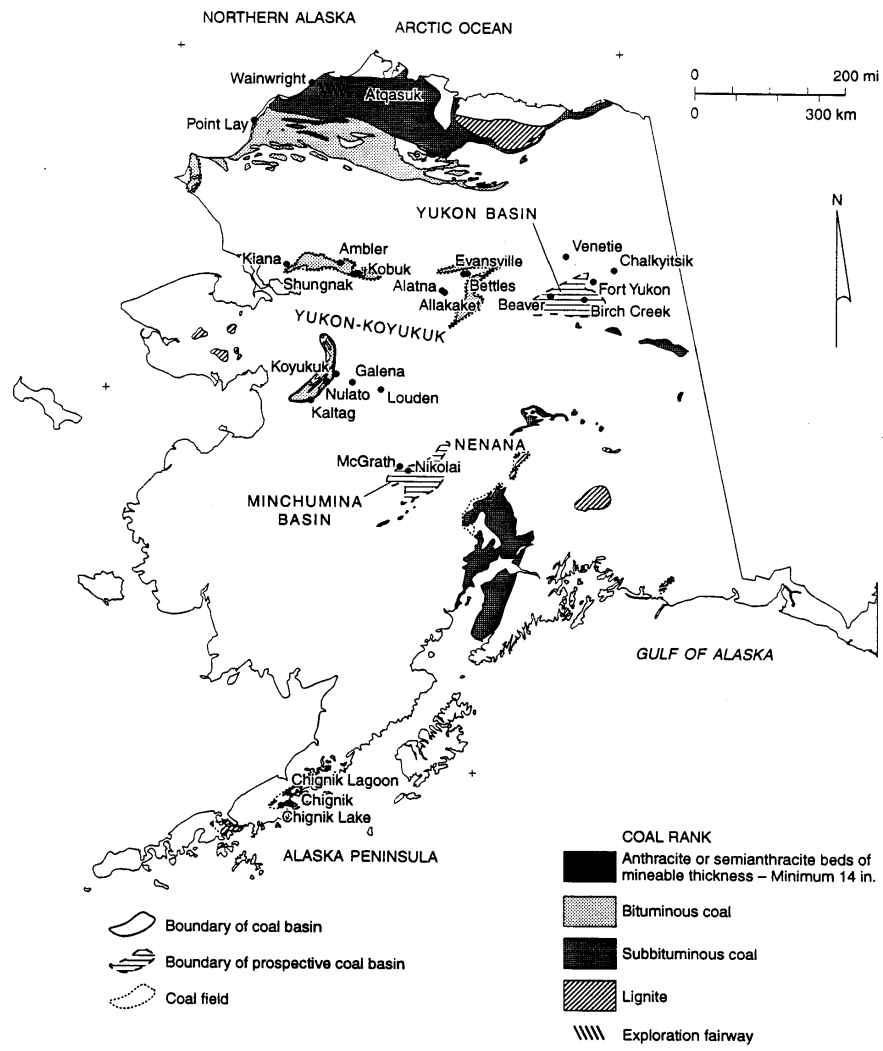 NORTHERN ALASKA
ARCTIC OCEAN
Wainwright
Atqasuk
0 200 mi
0 300 km
Point Lay
N
YUKON BASIN
Venetie
Chalkyitsik
Kiana
Ambler
Kobuk
Shungnak
Evansville
Bettles
Alatna
Allakaket
Fort Yukon
Beaver
Birch Creek
YUKON-KOYUKUK
Koyukuk
Galena
Nulato
Louden
Kaltag
NENANA
McGrath
Nikolai
MINCHUMINA
BASIN
GULF OF ALASKA
Chignik Lagoon
Chignik
Chignik Lake
ALASKA PENINSULA
Boundary of coal basin
Boundary of prospective coal basin
Coal field
COAL RANK
Anthracite or semianthracite beds of
mineable thickness – Minimum 14 in.
Bituminous coal
Subbituminous coal
Lignite
Exploration fairway